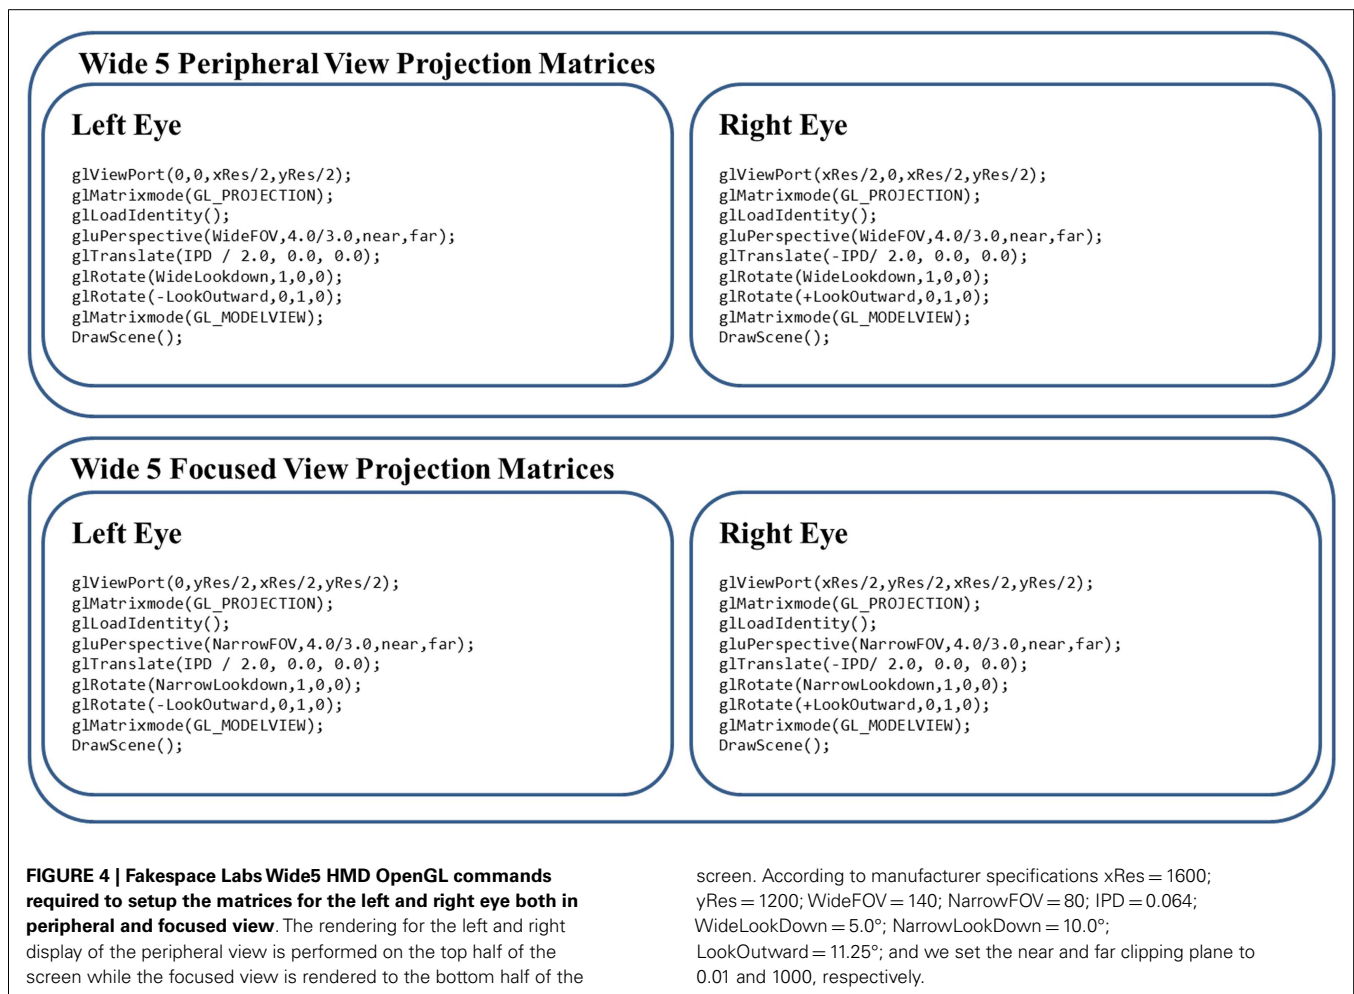 Wide 5 Peripheral View Projection Matrices
Left Eye
glViewPort(0,0,xRes/2,yRes/2);
glMatrixmode(GL_PROJECTION);
glLoadIdentity();
gluPerspective(WideFOV,4.0/3.0,near,far);
glTranslate(IPD / 2.0, 0.0, 0.0);
glRotate(WideLookdown,1,0,0);
glRotate(-LookOutward,0,1,0);
glMatrixmode(GL_MODELVIEW);
DrawScene();
Right Eye
glViewPort(xRes/2,0,xRes/2,yRes/2);
glMatrixmode(GL_PROJECTION);
glLoadIdentity();
gluPerspective(WideFOV,4.0/3.0,near,far);
glTranslate(-IPD/ 2.0, 0.0, 0.0);
glRotate(WideLookdown,1,0,0);
glRotate(+LookOutward,0,1,0);
glMatrixmode(GL_MODELVIEW);
DrawScene();
Wide 5 Focused View Projection Matrices
Left Eye
glViewPort(0,yRes/2,xRes/2,yRes/2);
glMatrixmode(GL_PROJECTION);
glLoadIdentity();
gluPerspective(NarrowFOV,4.0/3.0,near,far);
glTranslate(IPD / 2.0, 0.0, 0.0);
glRotate(NarrowLookdown,1,0,0);
glRotate(-LookOutward,0,1,0);
glMatrixmode(GL_MODELVIEW);
DrawScene();
Right Eye
glViewPort(xRes/2,yRes/2,xRes/2,yRes/2);
glMatrixmode(GL_PROJECTION);
glLoadIdentity();
gluPerspective(NarrowFOV,4.0/3.0,near,far);
glTranslate(-IPD/ 2.0, 0.0, 0.0);
glRotate(NarrowLookdown,1,0,0);
glRotate(+LookOutward,0,1,0);
glMatrixmode(GL_MODELVIEW);
DrawScene();
FIGURE 4 | Fakespace Labs Wide5 HMD OpenGL commands
required to setup the matrices for the left and right eye both in
peripheral and focused view. The rendering for the left and right
display of the peripheral view is performed on the top half of the
screen while the focused view is rendered to the bottom half of the
screen. According to manufacturer specifications xRes = 1600;
yRes = 1200; WideFOV = 140; NarrowFOV = 80; IPD = 0.064;
WideLookDown = 5.0°; NarrowLookDown = 10.0°;
LookOutward = 11.25°; and we set the near and far clipping plane to
0.01 and 1000, respectively.